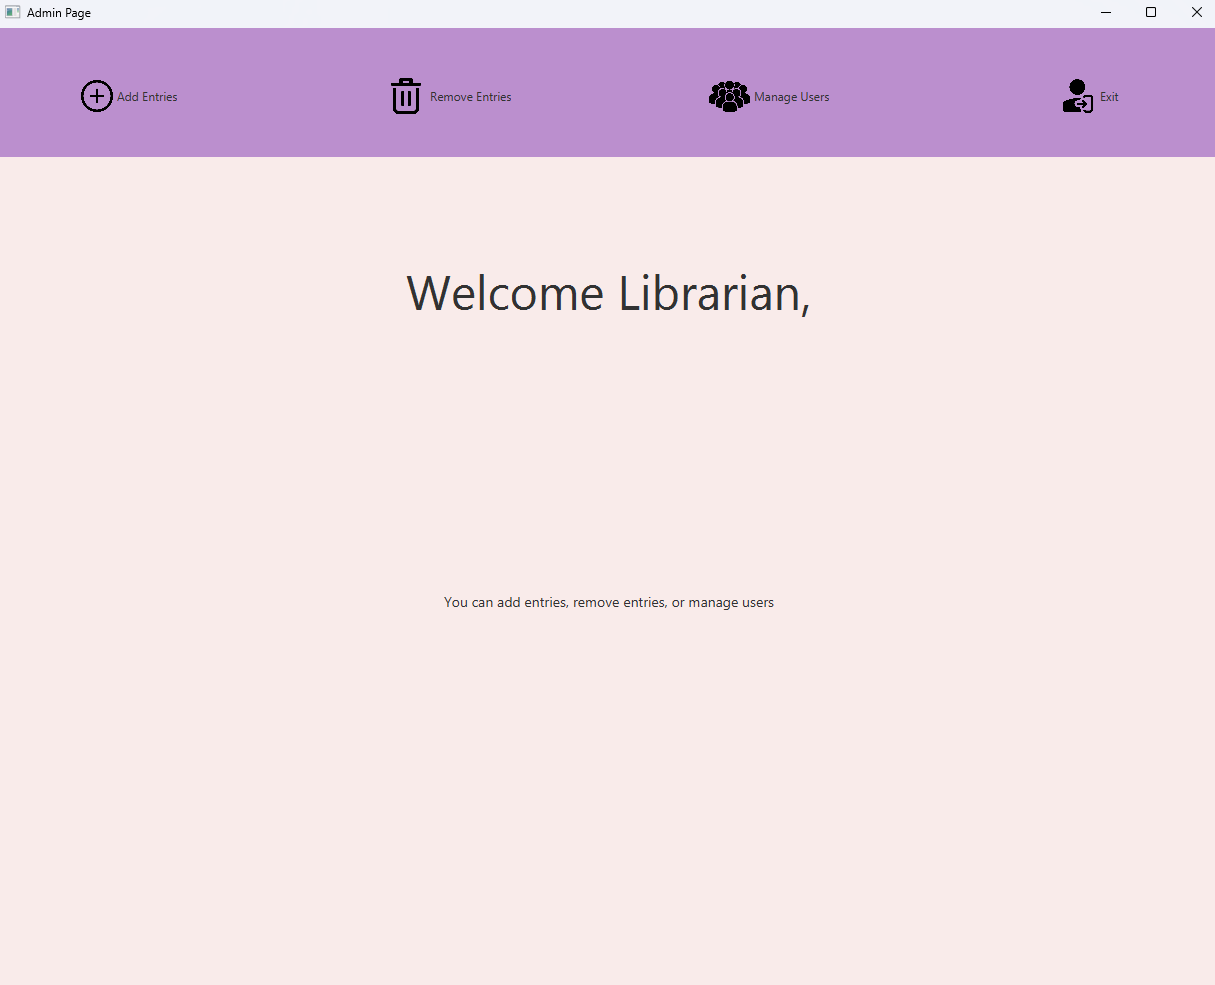 Admin Page
Add Entries
Remove Entries
Manage Users
Exit
Welcome Librarian,
You can add entries, remove entries, or manage users